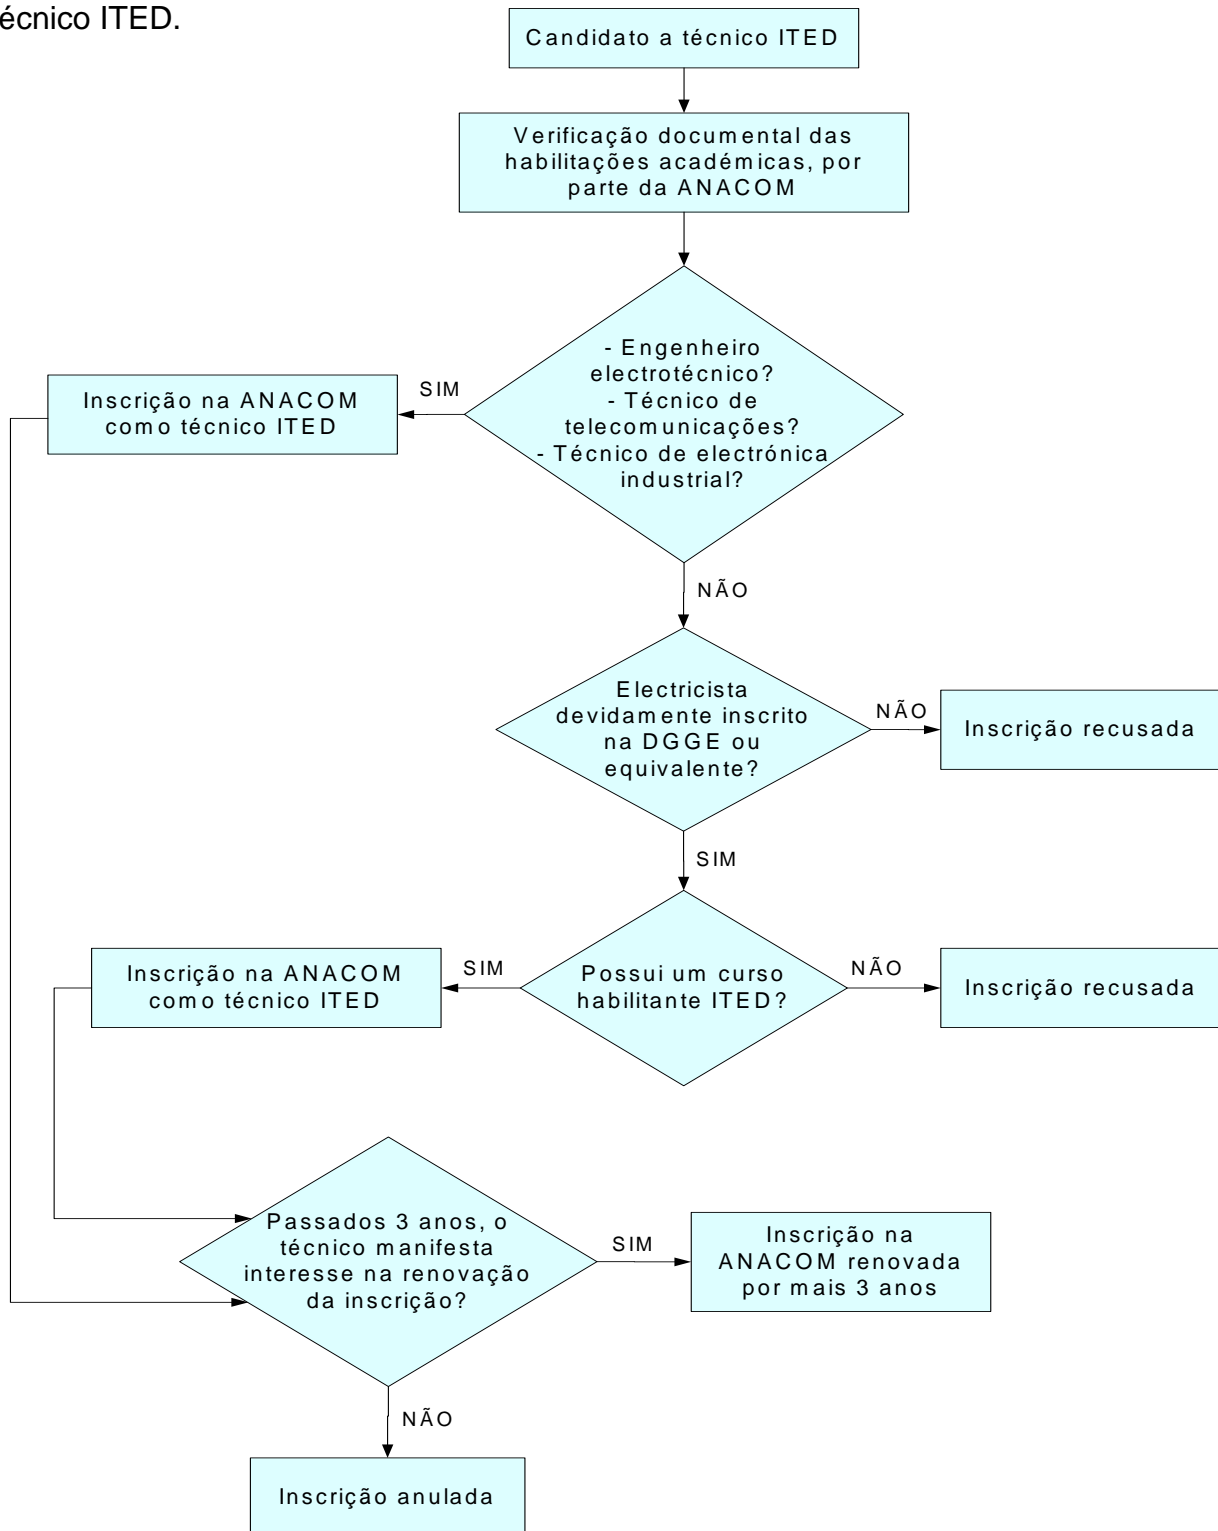 écnico ITED.
Candidato a técnico ITED
Verificação documental das
habilitações académicas, por
parte da ANACOM
- Engenheiro
electrotécnico?
- Técnico de
telecomunicações?
- Técnico de electrónica
industrial?
SIM
Inscrição na ANACOM
como técnico ITED
NÃO
Electricista
devidamente inscrito
na DGGE ou
equivalente?
NÃO
Inscrição recusada
SIM
Possui um curso
habilitante ITED?
SIM
Inscrição na ANACOM
como técnico ITED
NÃO
Inscrição recusada
Passados 3 anos, o
técnico manifesta
interesse na renovação
da inscrição?
SIM
Inscrição na
ANACOM renovada
por mais 3 anos
NÃO
Inscrição anulada